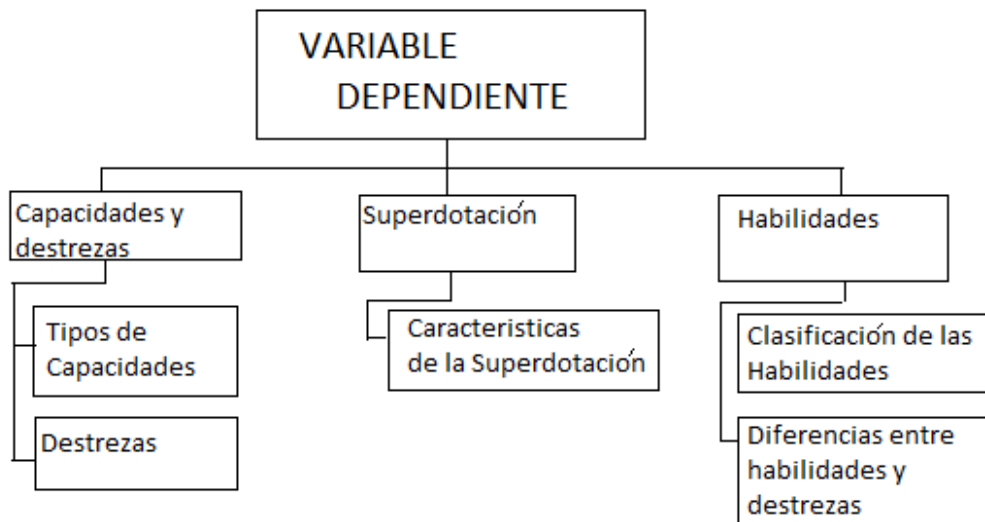 VARIABLE
DEPENDIENTE
Capacidades y
destrezas
Tipos de
Capacidades
Destrezas
Superdotación
Caracteristicas
de la Superdotación
Habilidades
Clasificación de las
Habilidades
Diferencias entre
habilidades y
destrezas